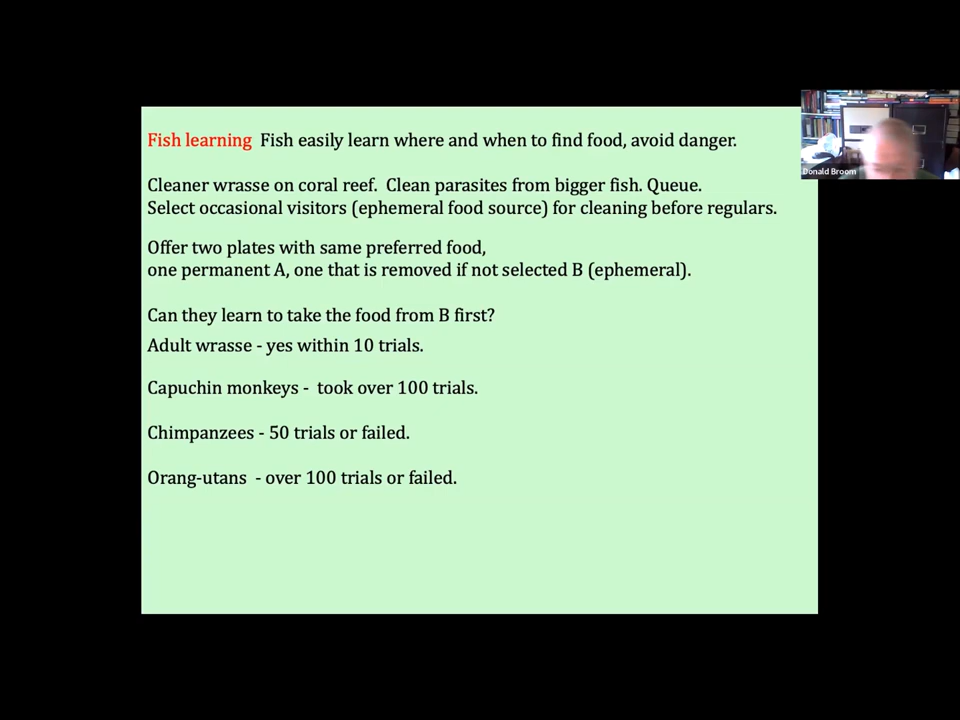 Fish learning Fish easily learn where and when to find food, avoid danger.
Cleaner wrasse on coral reef. Clean parasites from bigger fish. Queue.
Select occasional visitors (ephemeral food source) for cleaning before regulars.
Offer two plates with same preferred food,
one permanent A, one that is removed if not selected B (ephemeral).
Can they learn to take the food from B first?
Adult wrasse - yes within 10 trials.
Capuchin monkeys - took over 100 trials.
Chimpanzees - 50 trials or failed.
Orang-utans - over 100 trials or failed.
Donald Broom